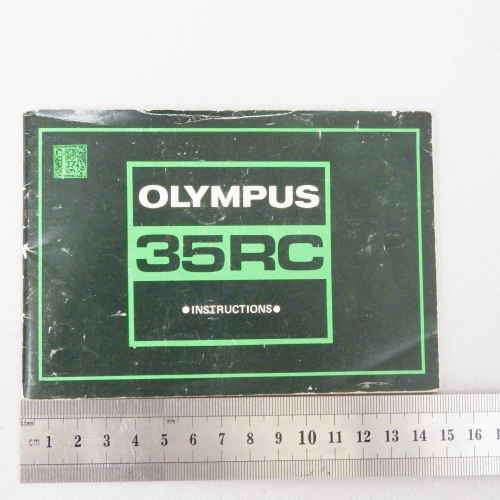 OLYMPUS
35RC
●INSTRUCTIONS●
cm 1 2 3 4 5 6 7 8 9 10 11 12 13 14 15 16